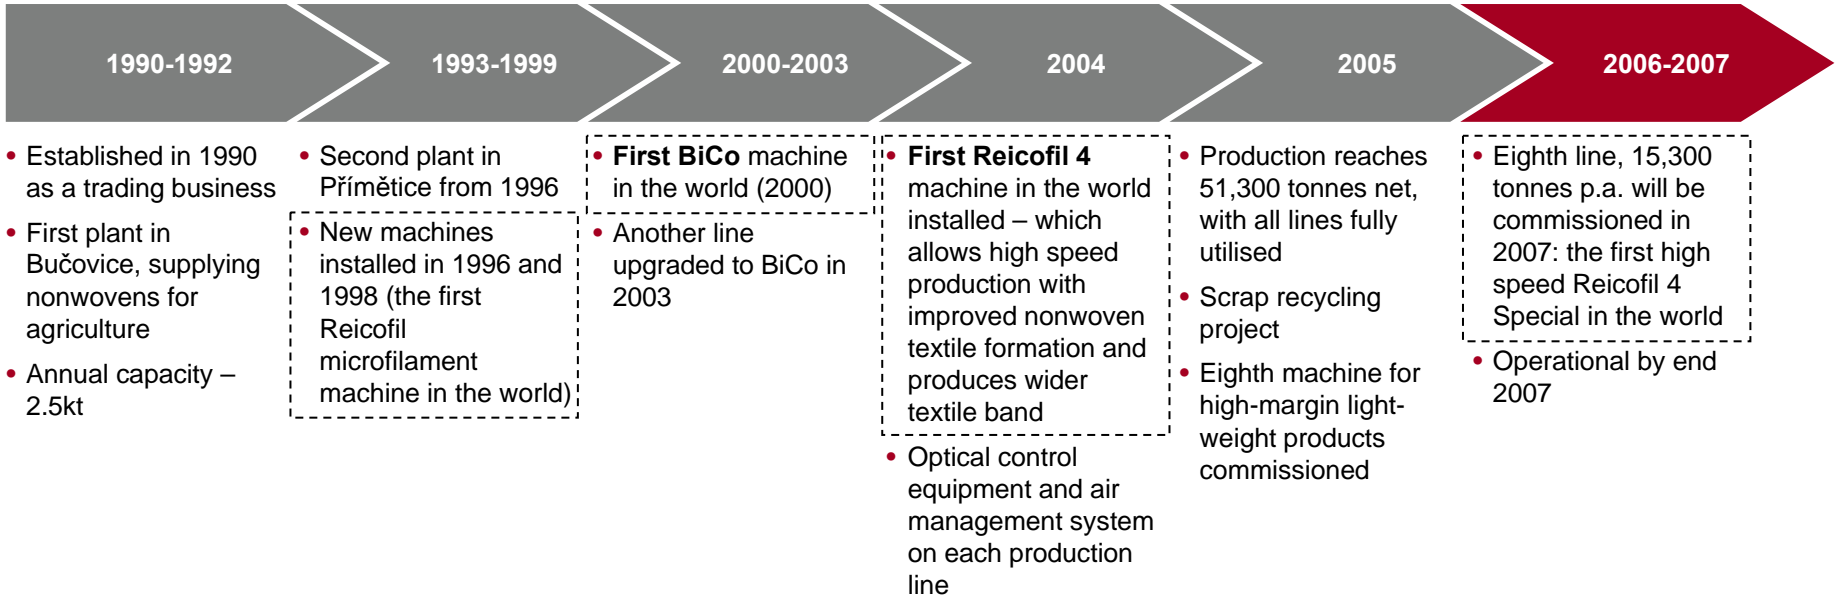 1990-1992
1993-1999
2000-2003
2004
2005
2006-2007
• Established in 1990
as a trading business
• First plant in
Bučovice, supplying
nonwovens for
agriculture
• Annual capacity –
2.5kt
• Second plant in
Přímětice from 1996
• New machines
installed in 1996 and
1998 (the first
Reicofil
microfilament
machine in the world)
• First BiCo machine
in the world (2000)
• Another line
upgraded to BiCo in
2003
• First Reicofil 4
machine in the world
installed – which
allows high speed
production with
improved nonwoven
textile formation and
produces wider
textile band
• Optical control
equipment and air
management system
on each production
line
• Production reaches
51,300 tonnes net,
with all lines fully
utilised
• Scrap recycling
project
• Eighth machine for
high-margin light-
weight products
commissioned
• Eighth line, 15,300
tonnes p.a. will be
commissioned in
2007: the first high
speed Reicofil 4
Special in the world
• Operational by end
2007